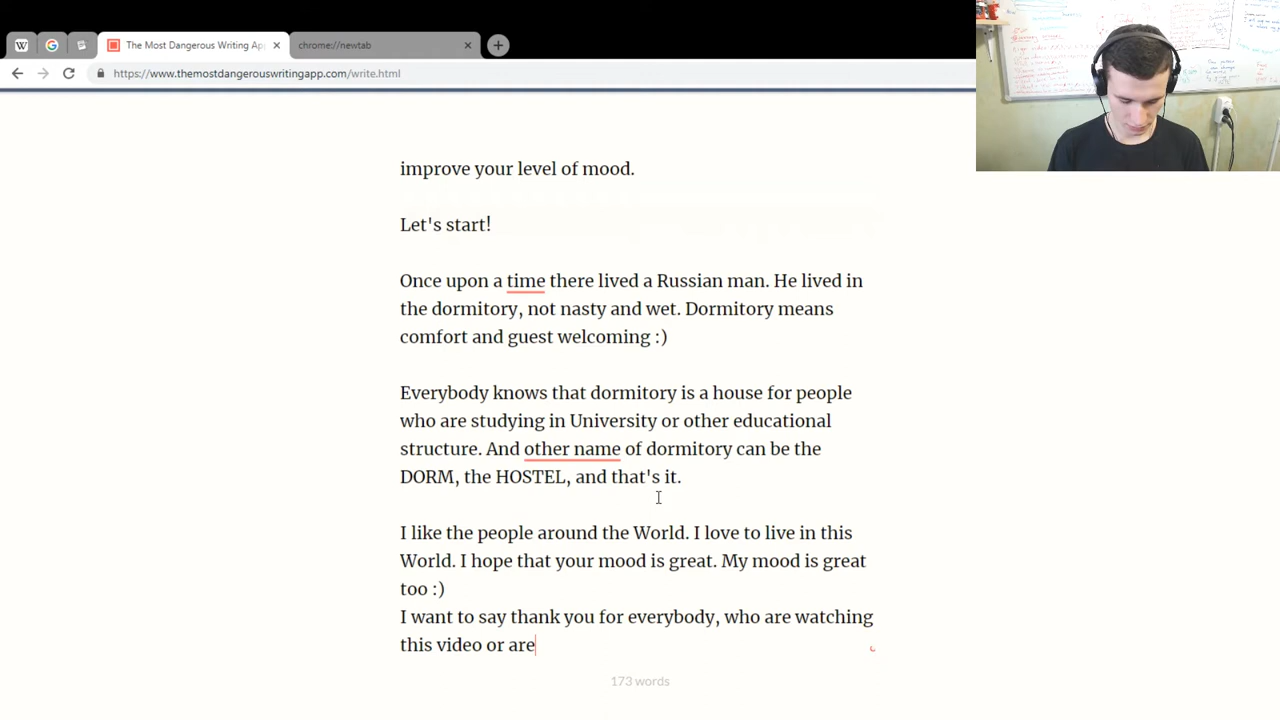 The Most Dangerous Writing Ap
chrome://newtab
https://www.themostdangerouswritingapp.com/write.html
improve your level of mood.
Let's start!
Once upon a time there lived a Russian man. He lived in
the dormitory, not nasty and wet. Dormitory means
comfort and guest welcoming :)
Everybody knows that dormitory is a house for people
who are studying in University or other educational
structure. And other name of dormitory can be the
DORM, the HOSTEL, and that's it.
I like the people around the World. I love to live in this
World. I hope that your mood is great. My mood is great
too :)
I want to say thank you for everybody, who are watching
this video or are
173 words